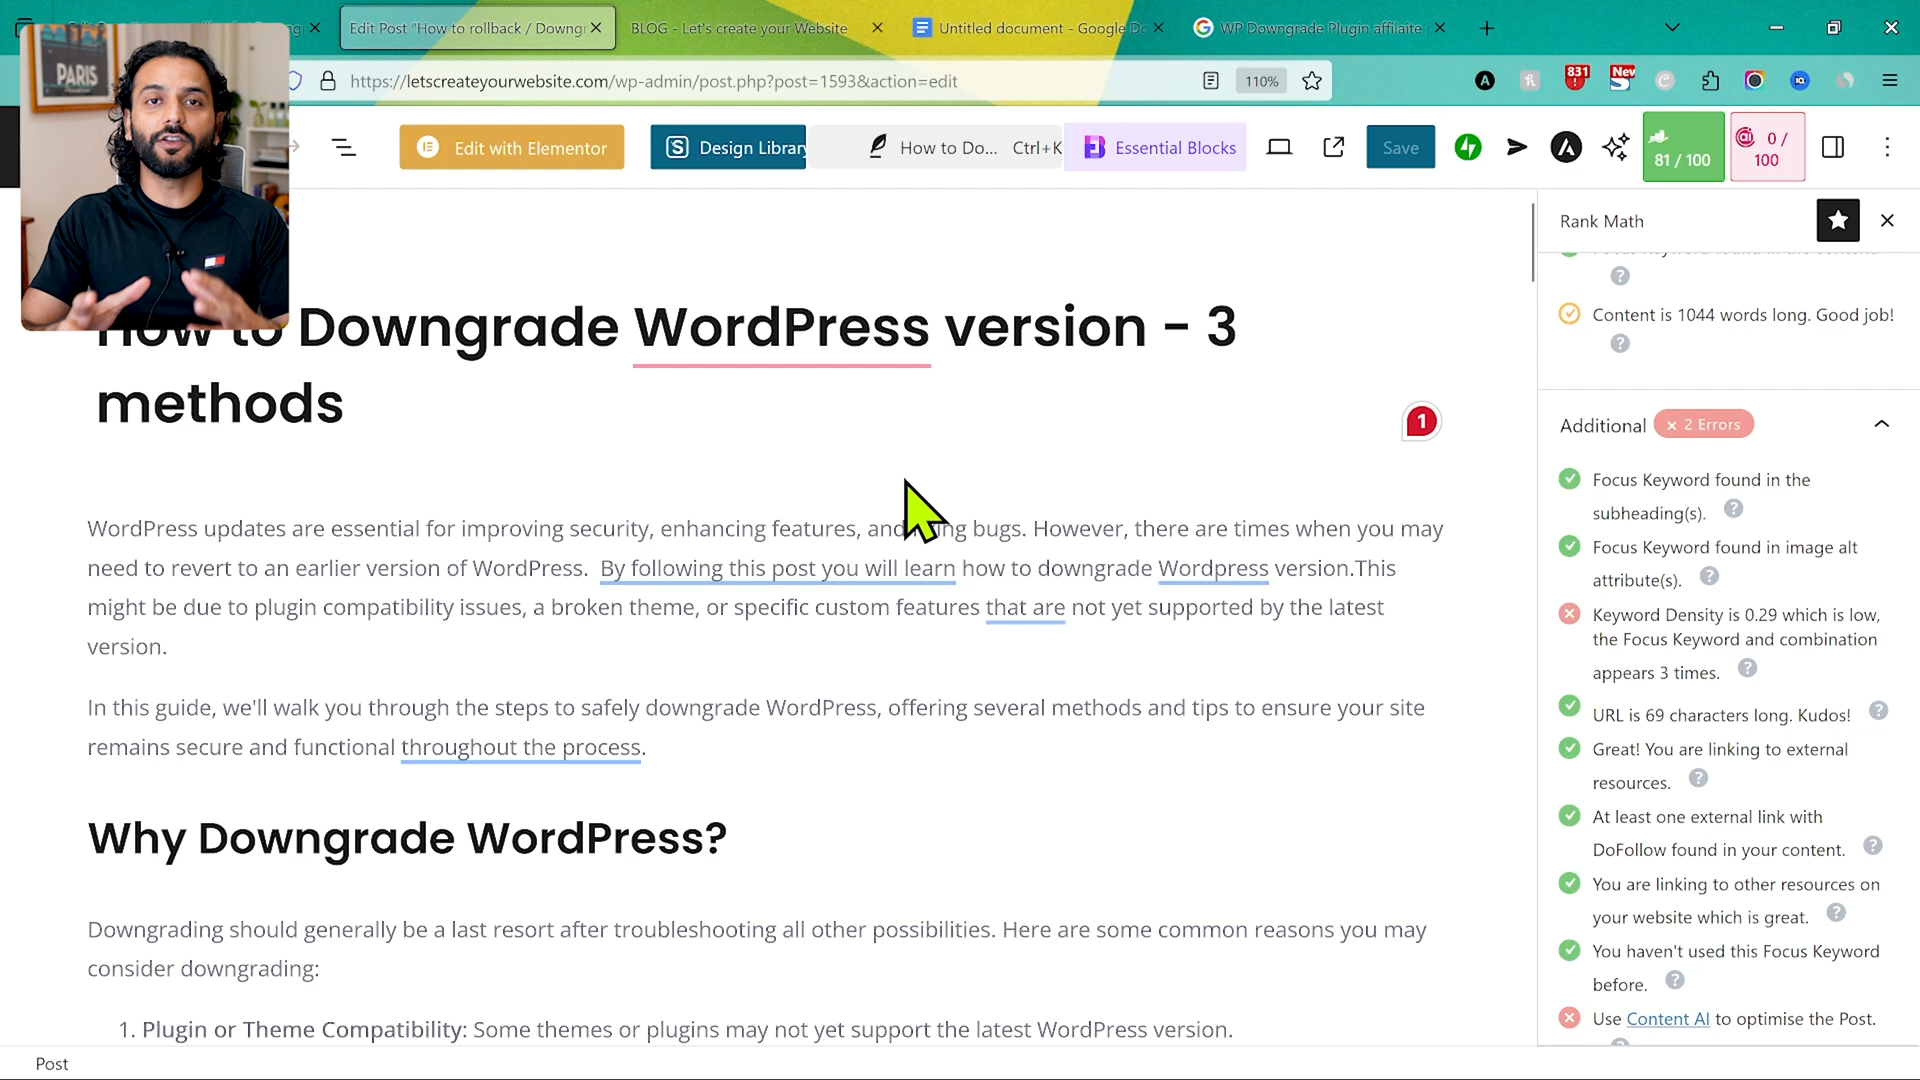 Edit Post "How to rollback / Downgr
BLOG - Let's create your Website
Untitled document - Google Do
WP Downgrade Plugin affilaite
PARIS
https://letscreateyourwebsite.com/wp-admin/post.php?post=1593&action=edit
110%
831
New
Edit with Elementor
Design Library
How to Do... Ctrl+K
Essential Blocks
Save
81 / 100
0 /
100
Rank Math
How to Downgrade WordPress version - 3
methods
1
WordPress updates are essential for improving security, enhancing features, and bugs. However, there are times when you may
need to revert to an earlier version of WordPress. By following this post you will learn how to downgrade Wordpress version.This
might be due to plugin compatibility issues, a broken theme, or specific custom features that are not yet supported by the latest
version.
In this guide, we'll walk you through the steps to safely downgrade WordPress, offering several methods and tips to ensure your site
remains secure and functional throughout the process.
Why Downgrade WordPress?
Downgrading should generally be a last resort after troubleshooting all other possibilities. Here are some common reasons you may
consider downgrading:
1. Plugin or Theme Compatibility: Some themes or plugins may not yet support the latest WordPress version.
Content is 1044 words long. Good job!
Additional × 2 Errors
Focus Keyword found in the
subheading(s).
Focus Keyword found in image alt
attribute(s).
Keyword Density is 0.29 which is low,
the Focus Keyword and combination
appears 3 times.
URL is 69 characters long. Kudos!
Great! You are linking to external
resources.
At least one external link with
DoFollow found in your content.
You are linking to other resources on
your website which is great.
You haven't used this Focus Keyword
before.
Use Content AI to optimise the Post.
Post